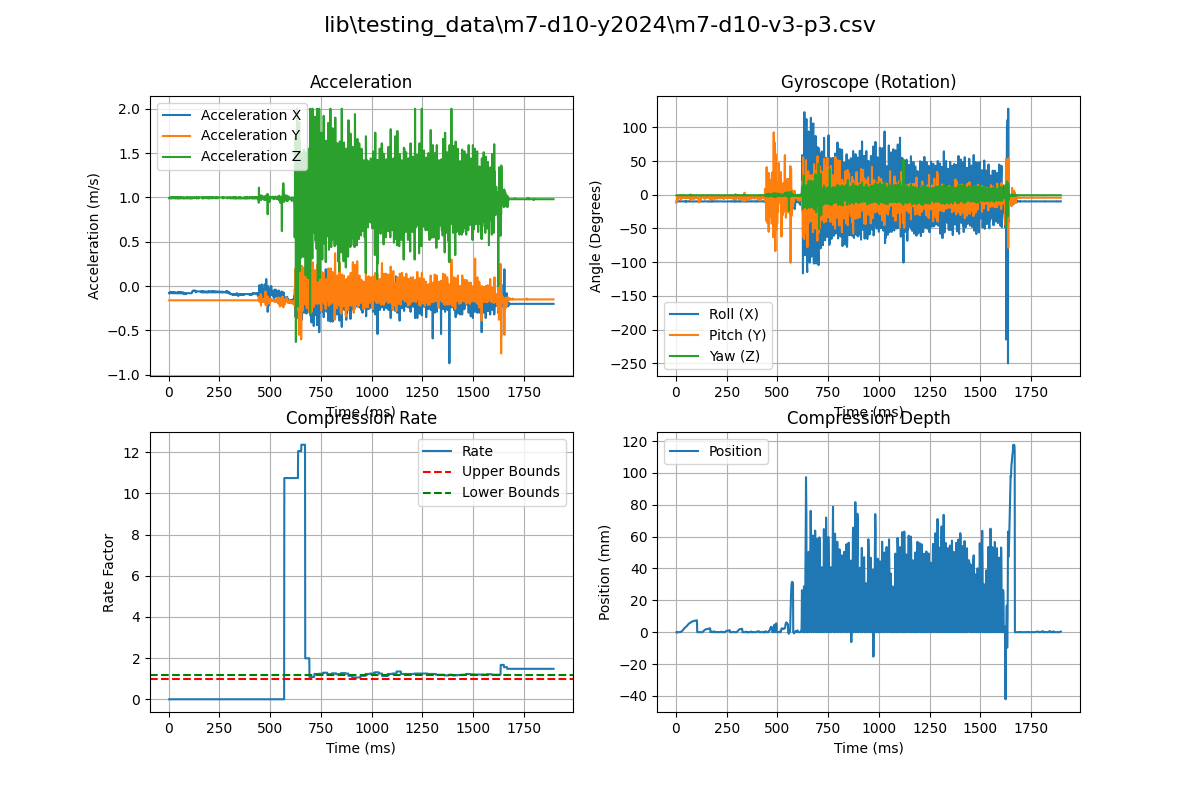 lib\testing_data\m7-d10-y2024\m7-d10-v3-p3.csv
Acceleration
Acceleration (m/s)
2.0
1.5
1.0
0.5
0.0
−0.5
−1.0
Acceleration X
Acceleration Y
Acceleration Z
0 250 500 750 1000 1250 1500 1750
Time (ms)
Gyroscope (Rotation)
Angle (Degrees)
100
50
0
−50
−100
−150
−200
−250
Roll (X)
Pitch (Y)
Yaw (Z)
0 250 500 750 1000 1250 1500 1750
Time (ms)
Compression Rate
Rate Factor
12
10
8
6
4
2
0
Rate
Upper Bounds
Lower Bounds
0 250 500 750 1000 1250 1500 1750
Time (ms)
Compression Depth
Position (mm)
120
100
80
60
40
20
0
−20
−40
Position
0 250 500 750 1000 1250 1500 1750
Time (ms)